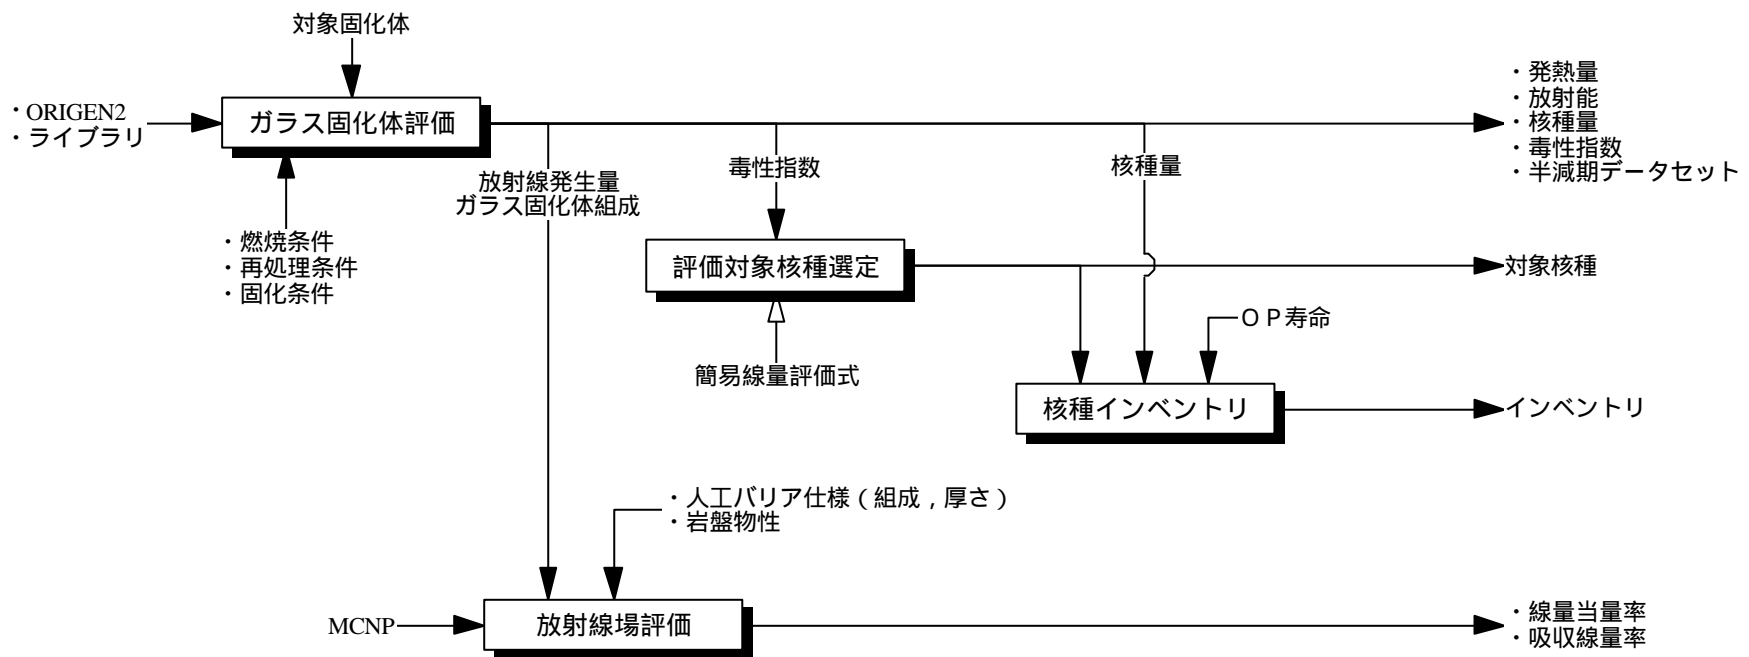 対象固化体
・ORIGEN2
・ライブラリ
ガラス固化体評価
・発熱量
・放射能
・核種量
・毒性指数
・半減期データセット
放射線発生量
ガラス固化体組成
毒性指数
核種量
・燃焼条件
・再処理条件
・固化条件
評価対象核種選定
対象核種
ＯＰ寿命
簡易線量評価式
核種インベントリ
インベントリ
・人工バリア仕様（組成，厚さ）
・岩盤物性
MCNP
放射線場評価
・線量当量率
・吸収線量率